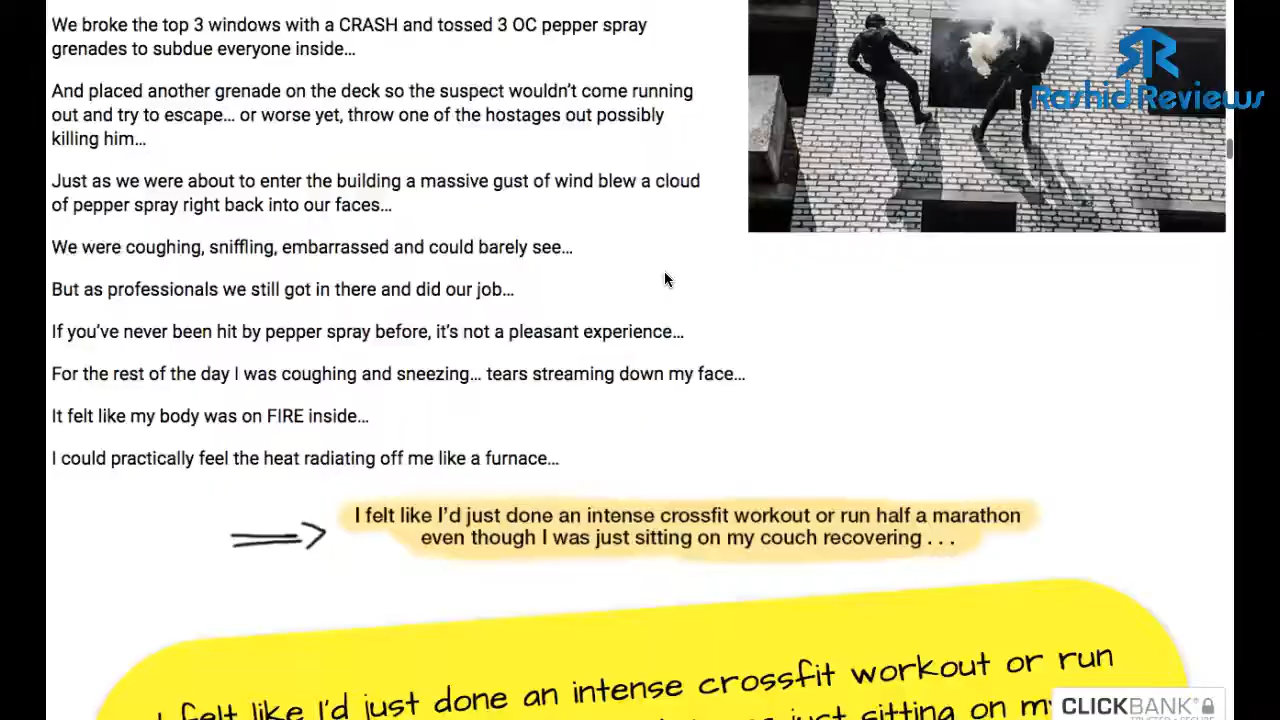 We broke the top 3 windows with a CRASH and tossed 3 OC pepper spray
grenades to subdue everyone inside…
And placed another grenade on the deck so the suspect wouldn’t come running
out and try to escape… or worse yet, throw one of the hostages out possibly
killing him…
Just as we were about to enter the building a massive gust of wind blew a cloud
of pepper spray right back into our faces…
We were coughing, sniffling, embarrassed and could barely see…
But as professionals we still got in there and did our job…
If you’ve never been hit by pepper spray before, it’s not a pleasant experience…
For the rest of the day I was coughing and sneezing… tears streaming down my face…
It felt like my body was on FIRE inside…
I could practically feel the heat radiating off me like a furnace…
Rashid Reviews
I felt like I’d just done an intense crossfit workout or run half a marathon
even though I was just sitting on my couch recovering . . .
I felt like I’d just done an intense crossfit workout or run
just sitting on my
CLICKBANK